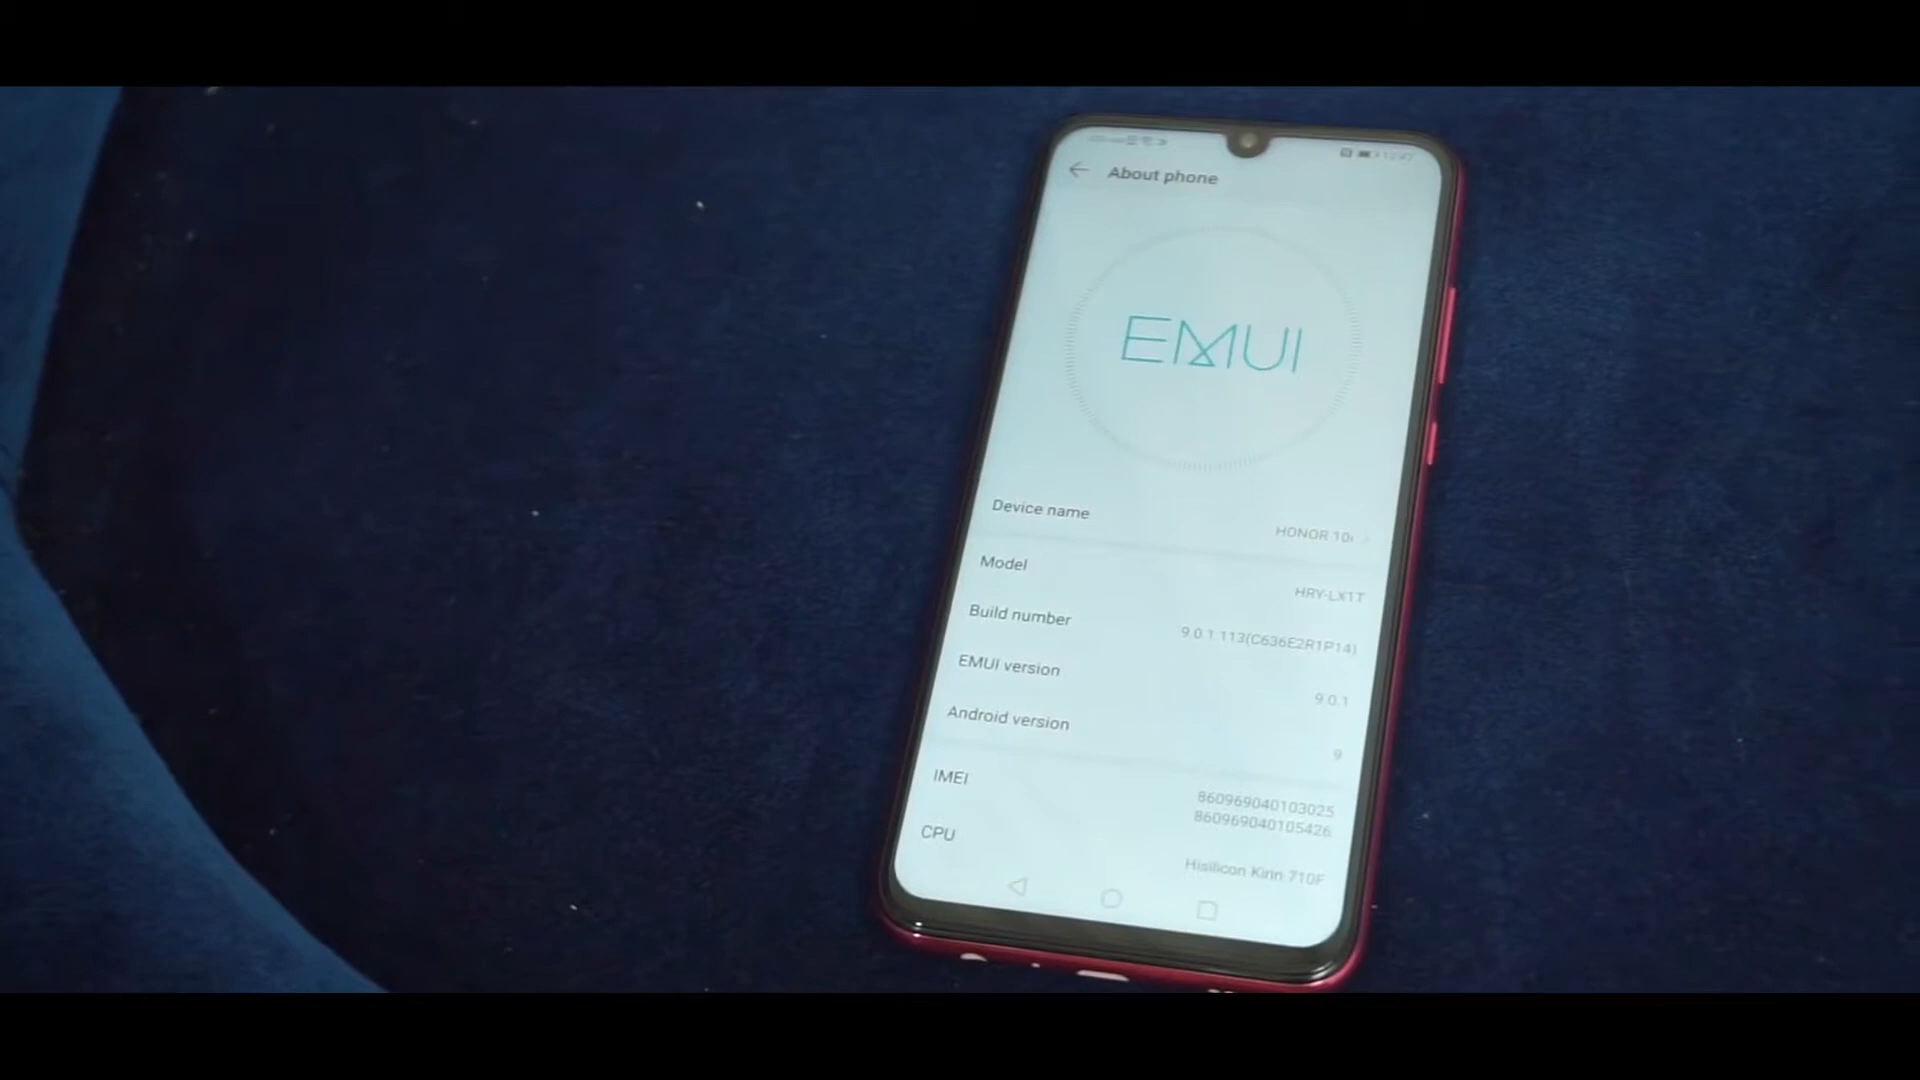 About phone
EMUI
Device name
HONOR 10i
Model
HRY-LX1T
Build number
9.0.1.113(C636E2R1P14)
EMUI version
9.0.1
Android version
9
IMEI
860969040103025
860969040105426
CPU
Hisilicon Kirin 710F